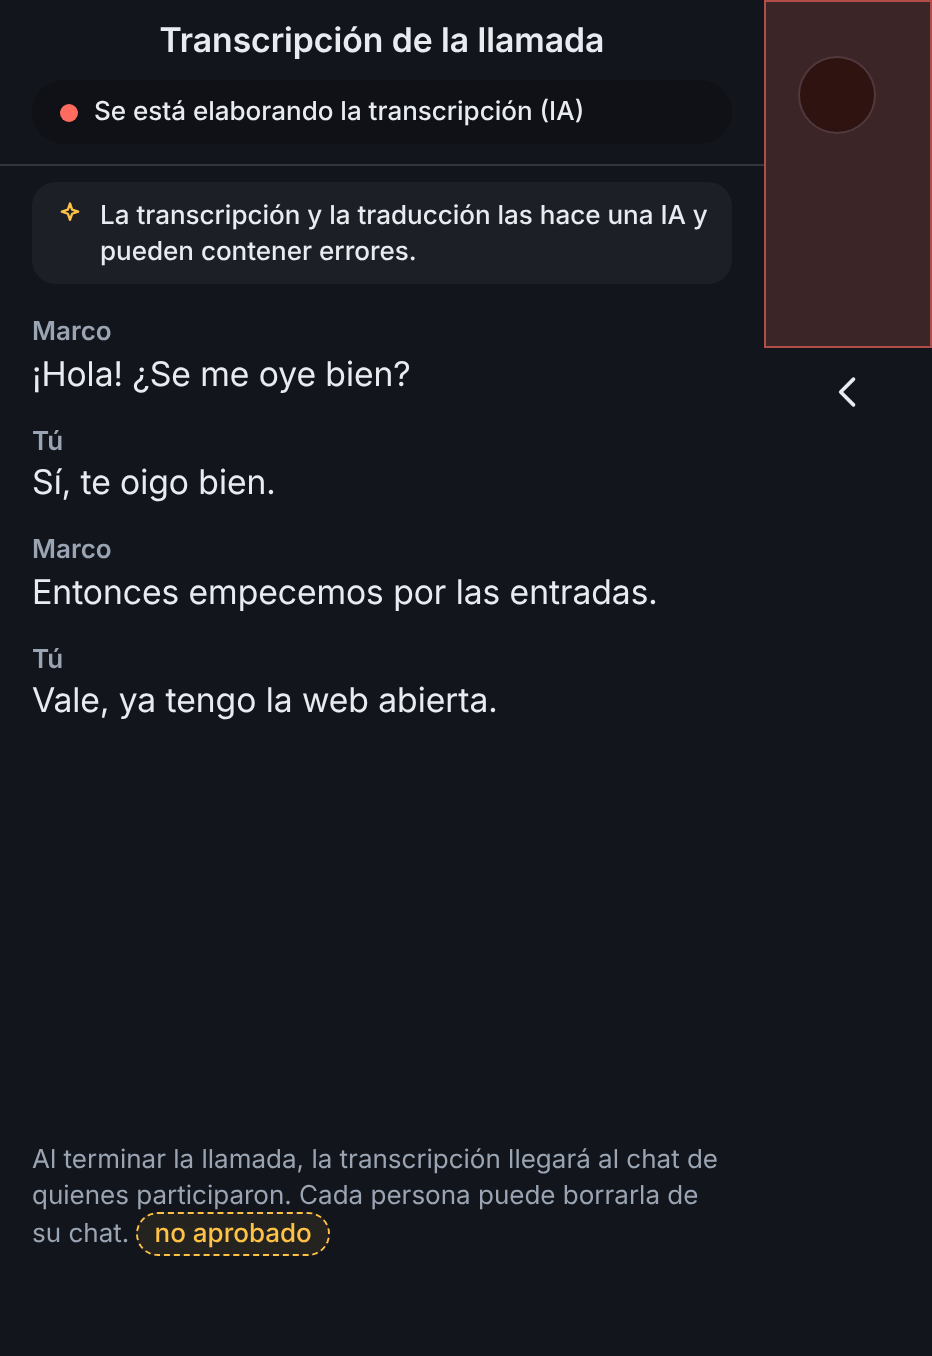 Transcripción de la llamada
Se está elaborando la transcripción (IA)
La transcripción y la traducción las hace una IA y
pueden contener errores.
Marco
¡Hola! ¿Se me oye bien?
Tú
Sí, te oigo bien.
Marco
Entonces empecemos por las entradas.
Tú
Vale, ya tengo la web abierta.
Al terminar la llamada, la transcripción llegará al chat de
quienes participaron. Cada persona puede borrarla de
su chat. no aprobado